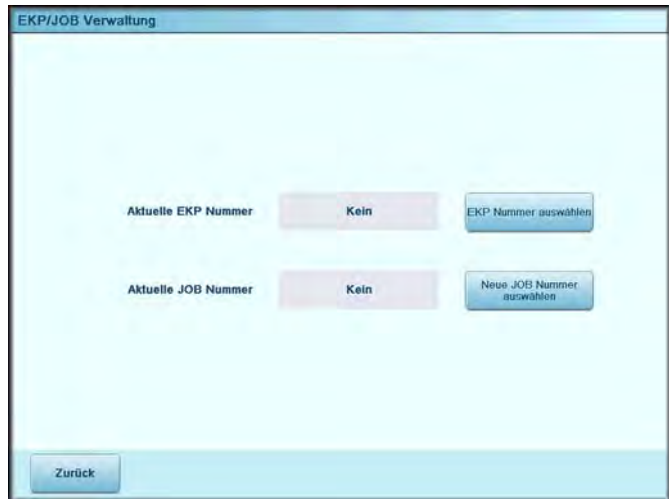 EKP/JOB Verwaltung
Aktuelle EKP Nummer Kein EKP Nummer auswählen
Aktuelle JOB Nummer Kein Neue JOB Nummer
auswählen
Zurück